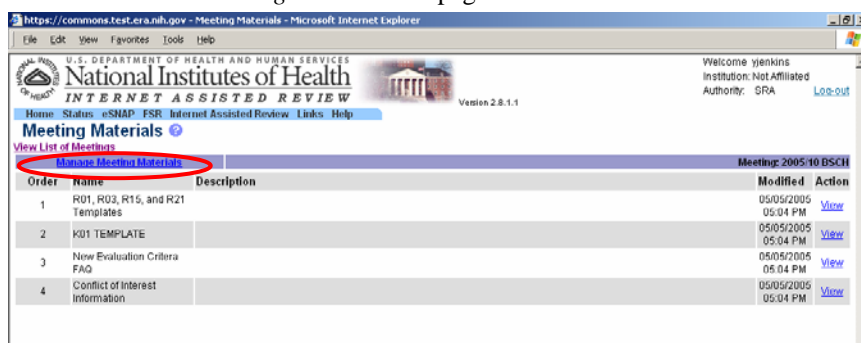 https://commons.test.era.nih.gov - Meeting Materials - Microsoft Internet Explorer
File Edit View Favorites Tools Help
U.S. DEPARTMENT OF HEALTH AND HUMAN SERVICES
National Institutes of Health
INTERNET ASSISTED REVIEW
Version 2.8.1.1
Welcome yjenkins
Institution: Not Affiliated
Authority: SRA Log-out
Home Status eSNAP FSR Internet Assisted Review Links Help
Meeting Materials
View List of Meetings
Manage Meeting Materials Meeting: 2005/10 BSCH
Order Name Description Modified Action
1 R01, R03, R15, and R21 Templates 05/05/2005 05:04 PM View
2 K01 TEMPLATE 05/05/2005 05:04 PM View
3 New Evaluation Critera FAQ 05/05/2005 05:04 PM View
4 Conflict of Interest Information 05/05/2005 05:04 PM View